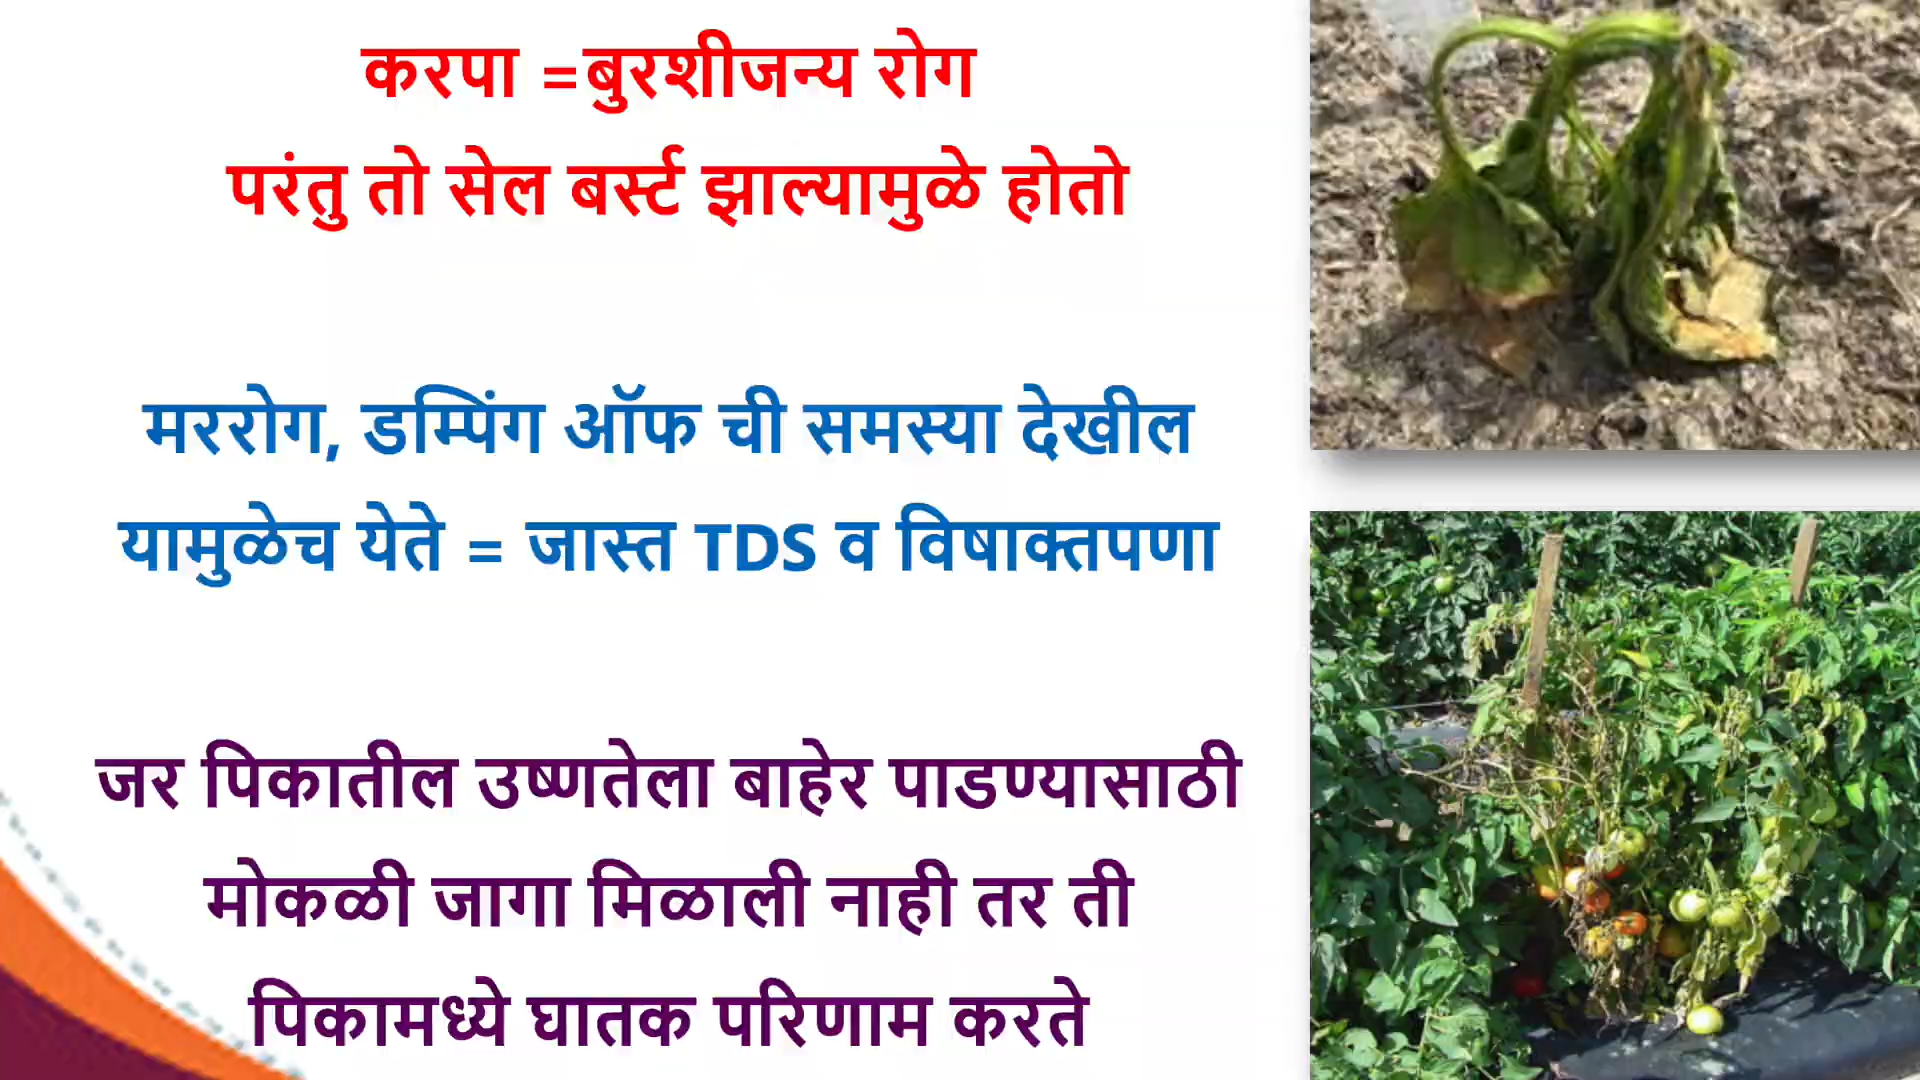 करपा =बुरशीजन्य रोग
परंतु तो सेल बर्स्ट झाल्यामुळे होतो
मररोग, डम्पिंग ऑफ ची समस्या देखील
यामुळेच येते = जास्त TDS व विषाक्तपणा
जर पिकातील उष्णतेला बाहेर पाडण्यासाठी
मोकळी जागा मिळाली नाही तर ती
पिकामध्ये घातक परिणाम करते